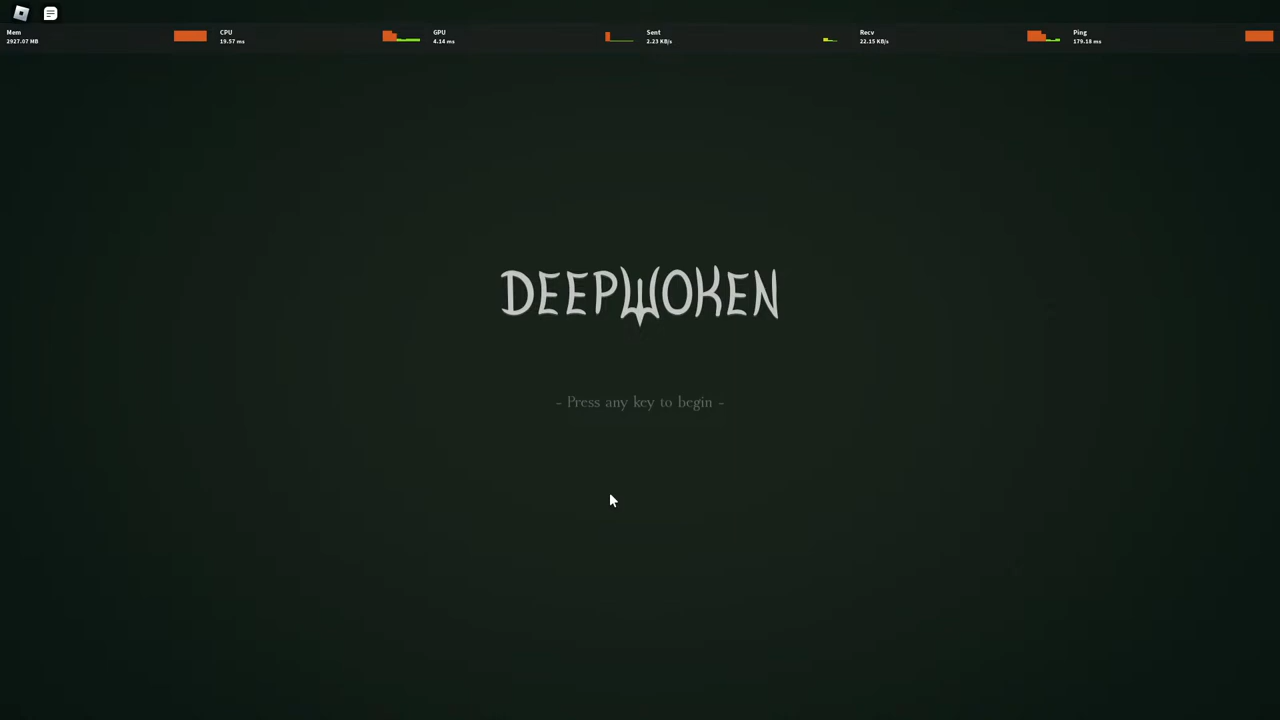 Mem CPU GPU Sent Recv Ping
2927.07 MB 19.57 ms 4.14 ms 2.23 KB/s 22.15 KB/s 179.18 ms
DEEPWOKEN
- Press any key to begin -